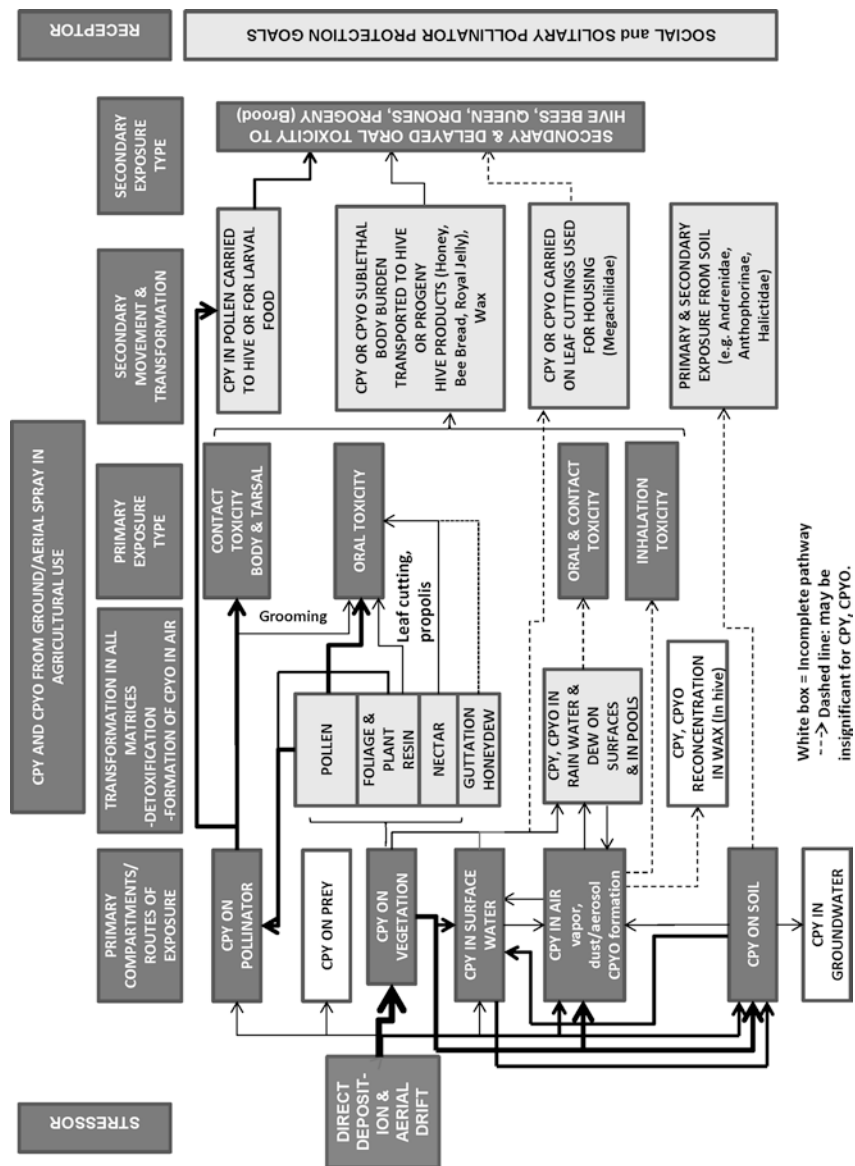 CPY AND CPYO FROM GROUND/AERIAL SPRAY IN
AGRICULTURAL USE
STRESSOR
PRIMARY
COMPARTMENTS/
ROUTES OF
EXPOSURE
TRANSFORMATION IN ALL
MATRICES
-DETOXIFICATION
-FORMATION OF CPYO IN AIR
PRIMARY
EXPOSURE
TYPE
SECONDARY
MOVEMENT &
TRANSFORMATION
SECONDARY
EXPOSURE
TYPE
RECEPTOR
DIRECT
DEPOSIT-
ION &
AERIAL
DRIFT
CPY ON
POLLINATOR
CPY ON PREY
CPY ON
VEGETATION
CPY IN SURFACE
WATER
CPY IN AIR
vapor,
dust/aerosol
CPYO formation
CPY ON SOIL
CPY IN
GROUNDWATER
POLLEN
FOLIAGE &
PLANT
RESIN
NECTAR
GUTTATION
HONEYDEW
CPY, CPYO IN
RAIN WATER &
DEW ON
SURFACES
& IN POOLS
CPY, CPYO
RECONCENTRATION
IN WAX (In hive)
Grooming
Leaf cutting,
propolis
CONTACT
TOXICITY
BODY & TARSAL
ORAL TOXICITY
ORAL & CONTACT
TOXICITY
INHALATION
TOXICITY
CPY IN POLLEN CARRIED
TO HIVE OR FOR LARVAL
FOOD
CPY OR CPYO SUBLETHAL
BODY BURDEN
TRANSPORTED TO HIVE
OR PROGENY
HIVE PRODUCTS (Honey,
Bee Bread, Royal Jelly),
Wax
CPY OR CPYO CARRIED
ON LEAF CUTTINGS USED
FOR HOUSING
(Megachilidae)
PRIMARY & SECONDARY
EXPOSURE FROM SOIL
(e.g. Andrenidae,
Anthophorinae,
Halictidae)
SECONDARY & DELAYED ORAL TOXICITY TO
HIVE BEES, QUEEN, DRONES, PROGENY (Brood)
SOCIAL and SOLITARY POLLINATOR PROTECTION GOALS
White box = Incomplete pathway
---> Dashed line: may be
insignificant for CPY, CPYO.